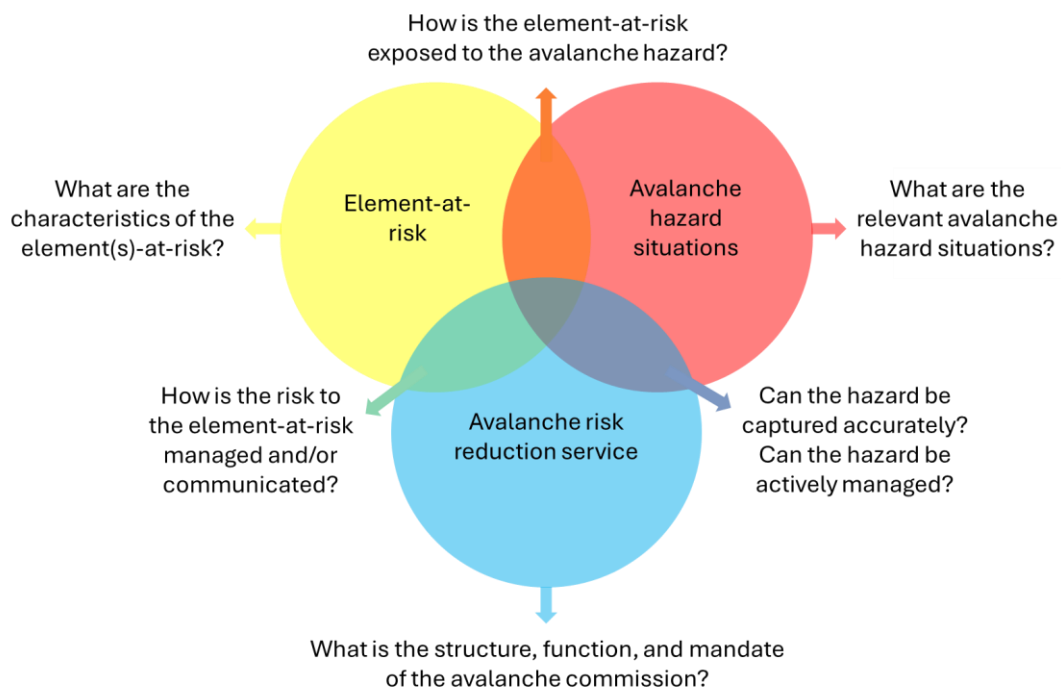 How is the element-at-risk
exposed to the avalanche hazard?
What are the
characteristics of the
element(s)-at-risk?
Element-at-
risk
Avalanche
hazard
situations
What are the
relevant avalanche
hazard situations?
How is the risk to
the element-at-risk
managed and/or
communicated?
Avalanche risk
reduction service
Can the hazard be
captured accurately?
Can the hazard be
actively managed?
What is the structure, function, and mandate
of the avalanche commission?